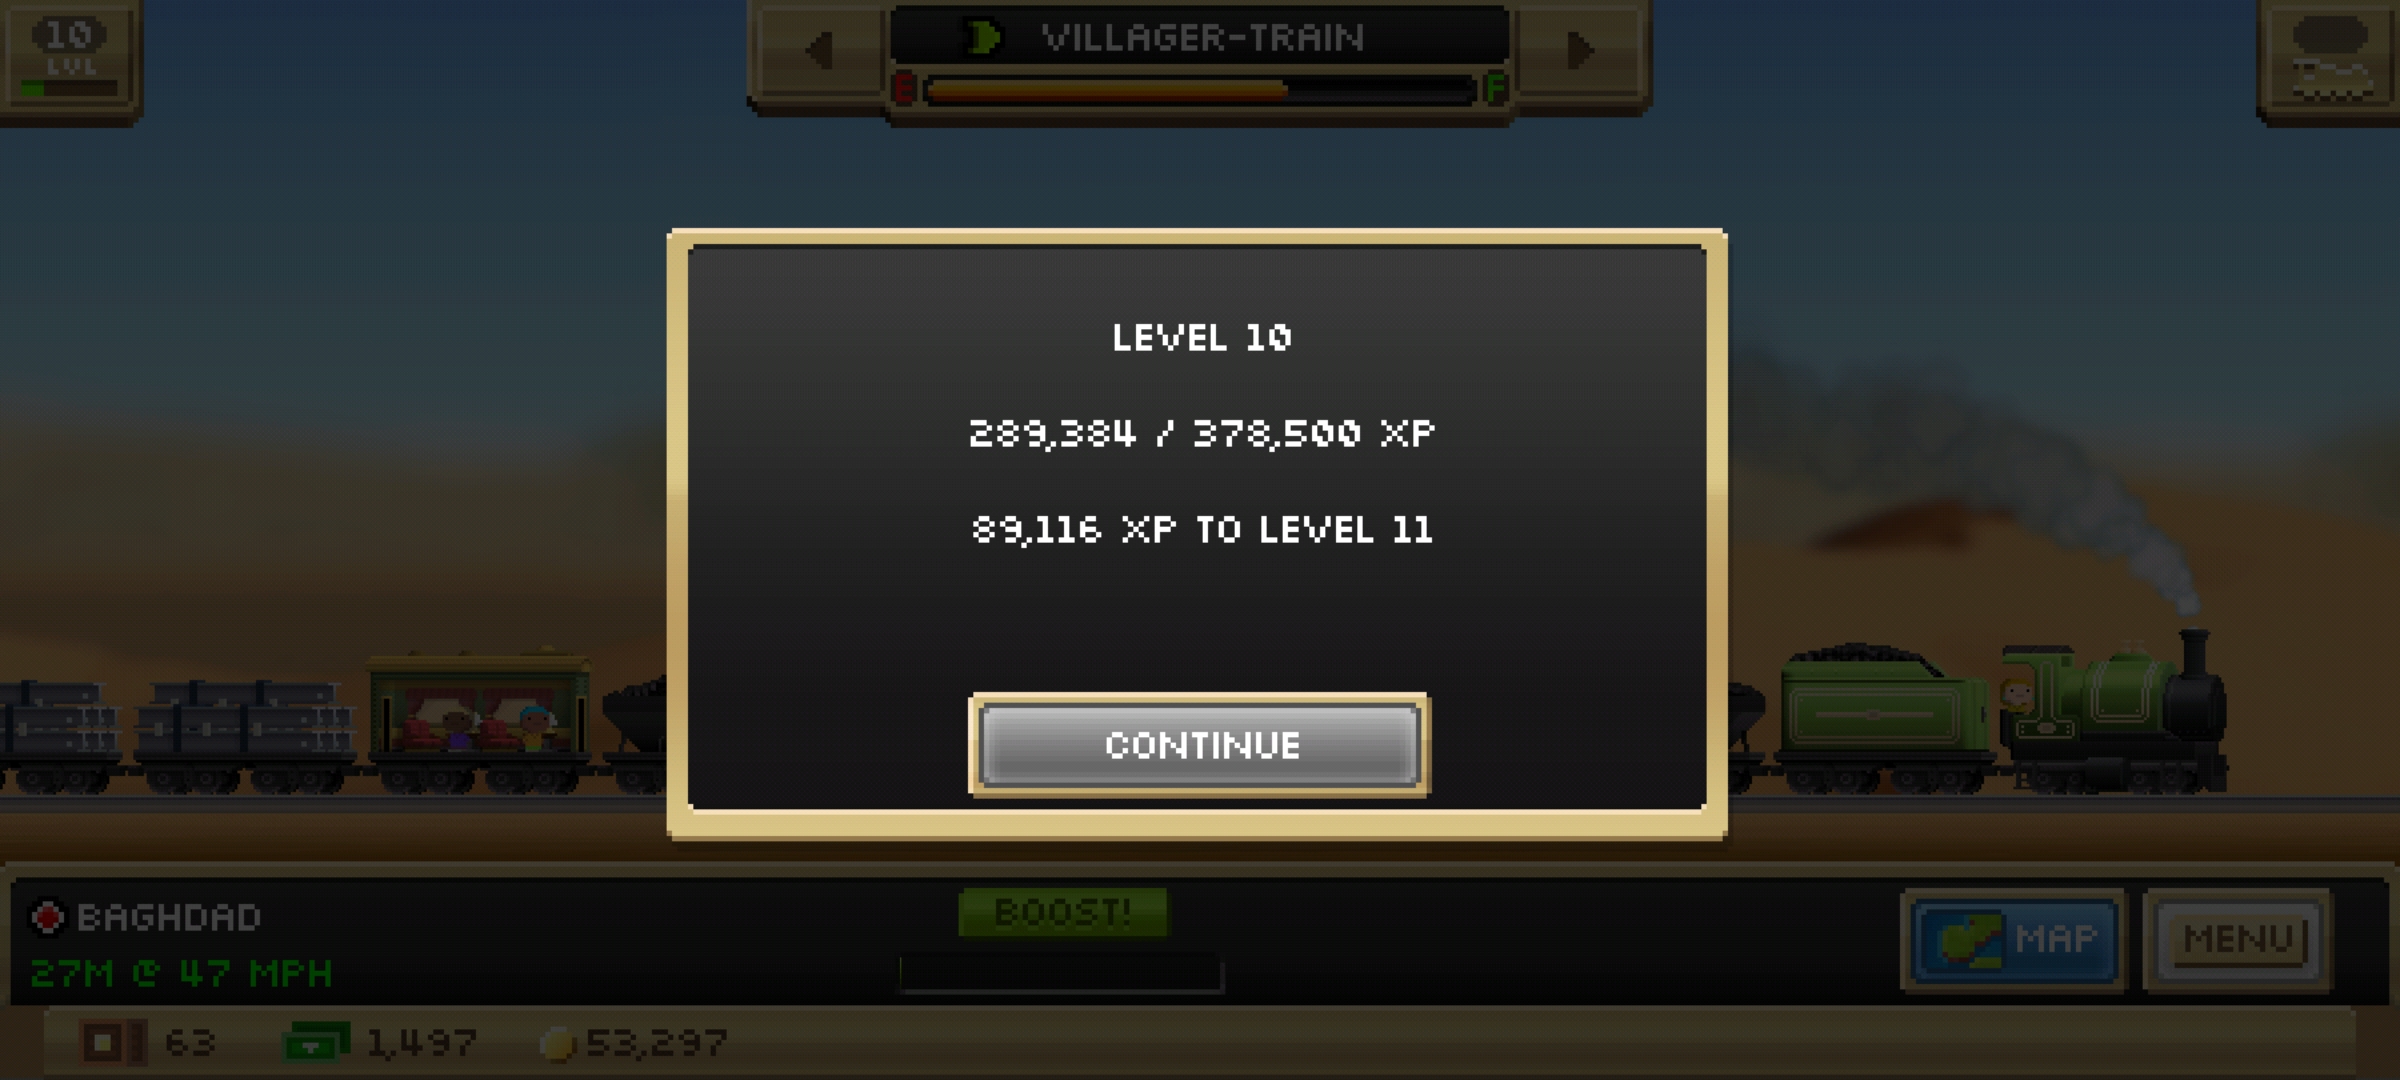 10
LVL
VILLAGER-TRAIN
E
F
LEVEL 10
289,384 / 378,500 XP
89,116 XP TO LEVEL 11
CONTINUE
BAGHDAD
27M @ 47 MPH
BOOST!
MAP
MENU
63
1,497
53,297